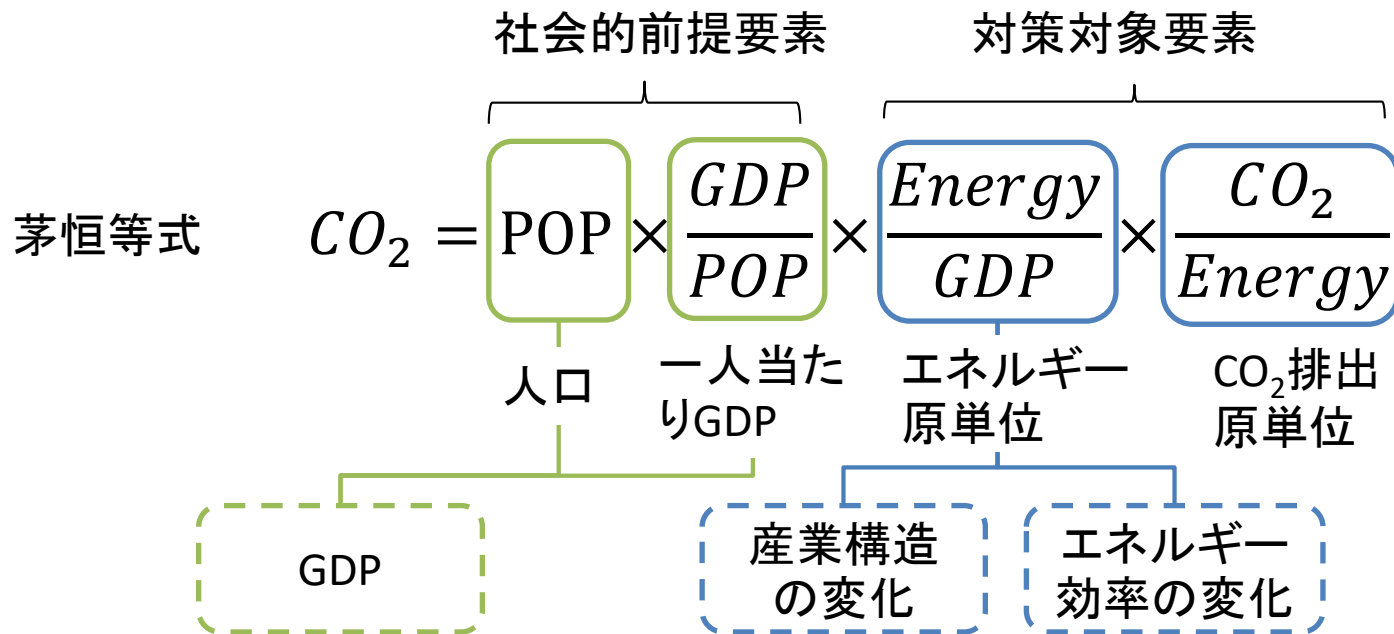 社会的前提要素
対策対象要素
茅恒等式
CO₂ = POP × GDP/POP × Energy/GDP × CO₂/Energy
人口
一人当た
りGDP
エネルギー
原単位
CO₂排出
原単位
GDP
産業構造
の変化
エネルギー
効率の変化